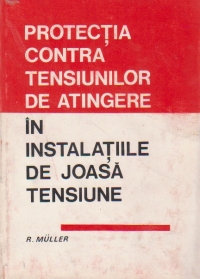 PROTECȚIA
CONTRA
TENSIUNILOR
DE ATINGERE
ÎN
INSTALAȚIILE
DE JOASĂ
TENSIUNE
R. MÜLLER